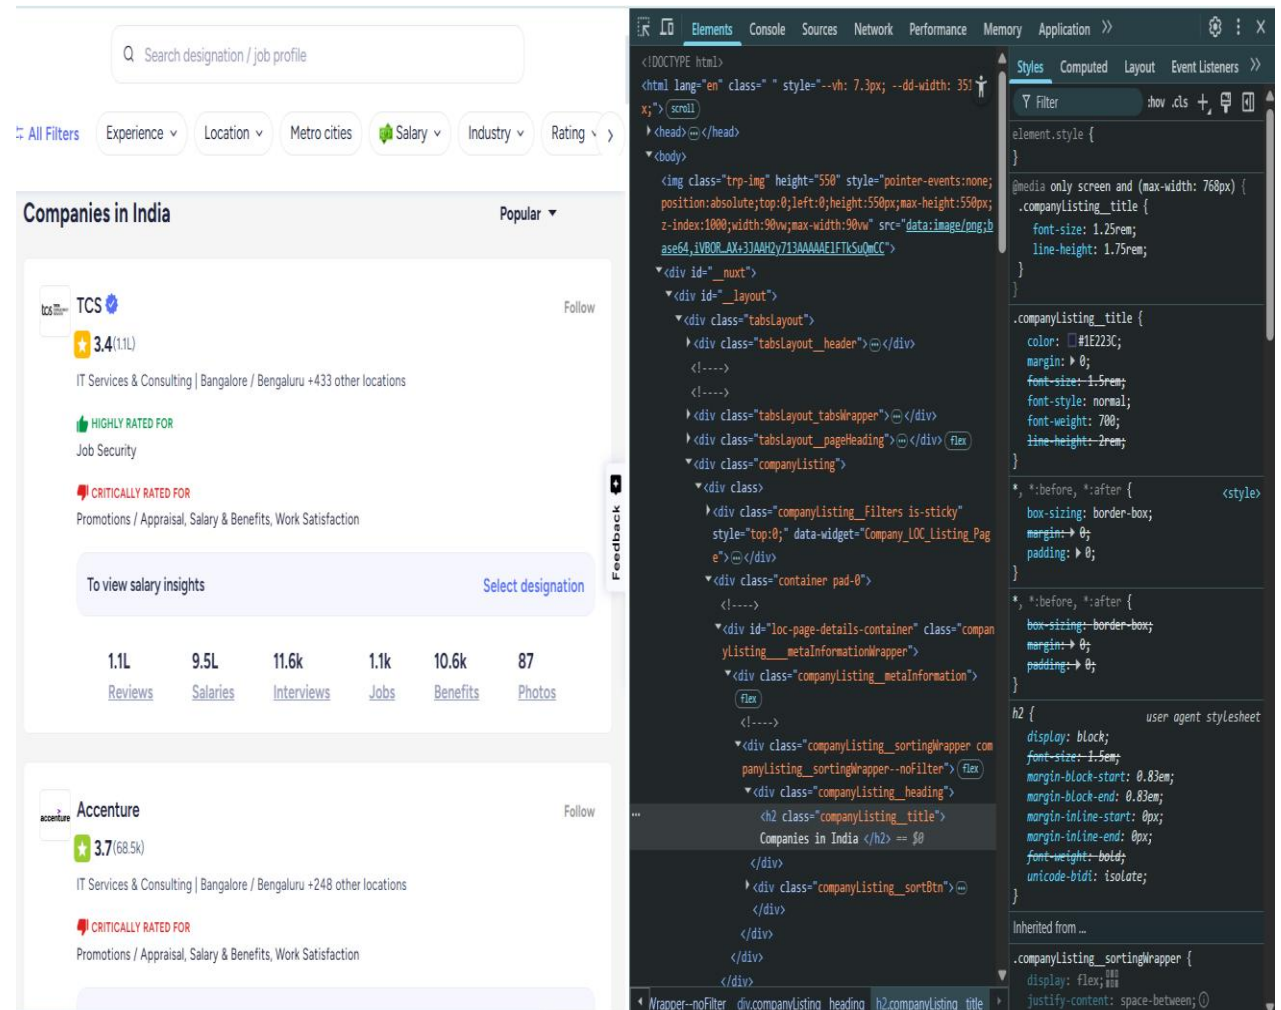 Search designation / job profile
All Filters
Experience
Location
Metro cities
Salary
Industry
Rating
Companies in India
Popular
tcs
TCS
Follow
3.4(1.1L)
IT Services & Consulting | Bangalore / Bengaluru +433 other locations
HIGHLY RATED FOR
Job Security
CRITICALLY RATED FOR
Promotions / Appraisal, Salary & Benefits, Work Satisfaction
To view salary insights
Select designation
1.1L 9.5L 11.6k 1.1k 10.6k 87
Reviews Salaries Interviews Jobs Benefits Photos
accenture
Accenture
Follow
3.7(68.5k)
IT Services & Consulting | Bangalore / Bengaluru +248 other locations
CRITICALLY RATED FOR
Promotions / Appraisal, Salary & Benefits, Work Satisfaction
Feedback
Elements Console Sources Network Performance Memory Application
<!DOCTYPE html>
<html lang="en" class=" " style="--vh: 7.3px; --dd-width: 351
x;"> scroll
<head>…</head>
<body>
<img class="trp-img" height="550" style="pointer-events:none;
position:absolute;top:0;left:0;height:550px;max-height:550px;
z-index:1000;width:90vw;max-width:90vw" src="data:image/png;b
ase64,iVBOR…AX+3JAAH2y713AAAAAElFTkSuQmCC">
<div id="__nuxt">
<div id="__layout">
<div class="tabsLayout">
<div class="tabsLayout__header">…</div>
<!---->
<!---->
<div class="tabsLayout_tabsWrapper">…</div>
<div class="tabsLayout__pageHeading">…</div> flex
<div class="companyListing">
<div class>
<div class="companyListing__Filters is-sticky"
style="top:0;" data-widget="Company_LOC_Listing_Pag
e">…</div>
<div class="container pad-0">
<!---->
<div id="loc-page-details-container" class="compan
yListing____metaInformationWrapper">
<div class="companyListing__metaInformation">
flex
<!---->
<div class="companyListing__sortingWrapper com
panyListing__sortingWrapper--noFilter"> flex
<div class="companyListing__heading">
… <h2 class="companyListing__title">
Companies in India </h2> == $0
</div>
<div class="companyListing__sortBtn">…
</div>
</div>
</div>
</div>
Wrapper--noFilter div.companyListing__heading h2.companyListing__title
Styles Computed Layout Event Listeners
Filter :hov .cls
element.style {
}
@media only screen and (max-width: 768px) {
.companyListing__title {
font-size: 1.25rem;
line-height: 1.75rem;
}
}
.companyListing__title {
color: #1E223C;
margin: 0;
font-size: 1.5rem;
font-style: normal;
font-weight: 700;
line-height: 2rem;
}
*, *:before, *:after { <style>
box-sizing: border-box;
margin: 0;
padding: 0;
}
*, *:before, *:after {
box-sizing: border-box;
margin: 0;
padding: 0;
}
h2 { user agent stylesheet
display: block;
font-size: 1.5em;
margin-block-start: 0.83em;
margin-block-end: 0.83em;
margin-inline-start: 0px;
margin-inline-end: 0px;
font-weight: bold;
unicode-bidi: isolate;
}
Inherited from …
.companyListing__sortingWrapper {
display: flex;
justify-content: space-between;